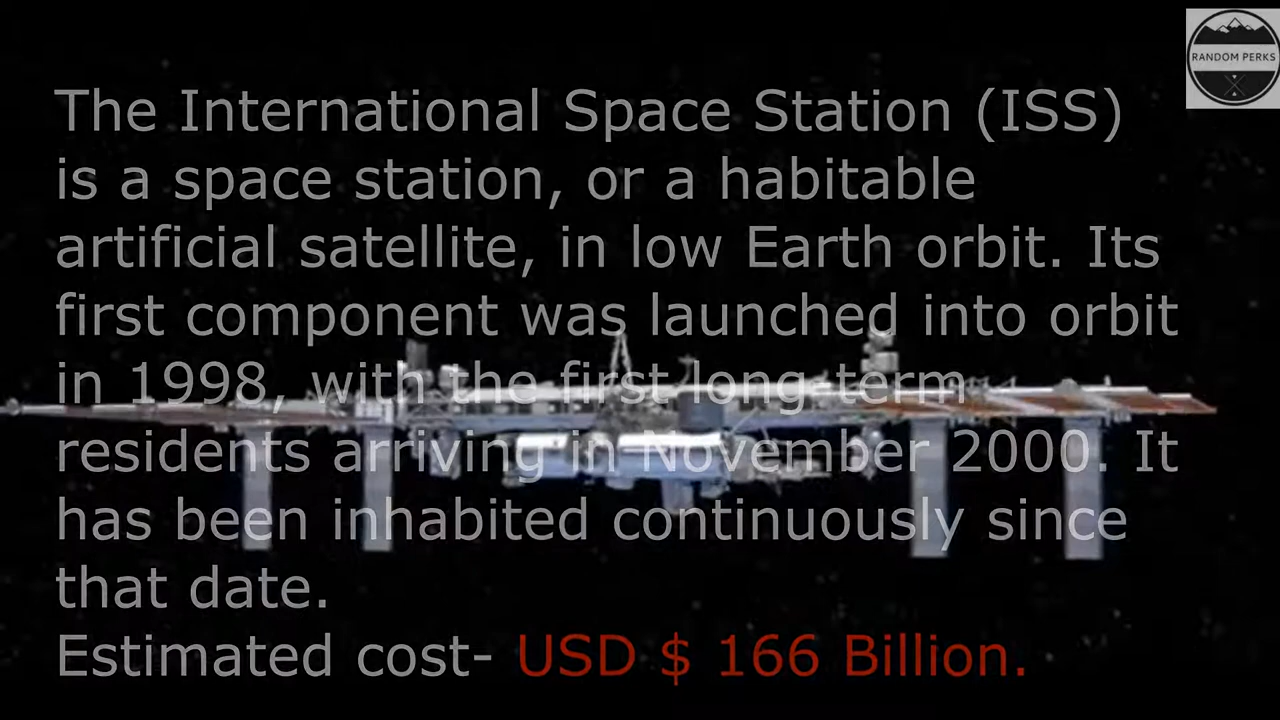 RANDOM PERKS
The International Space Station (ISS)
is a space station, or a habitable
artificial satellite, in low Earth orbit. Its
first component was launched into orbit
in 1998, with the first long-term
residents arriving in November 2000. It
has been inhabited continuously since
that date.
Estimated cost- USD $ 166 Billion.